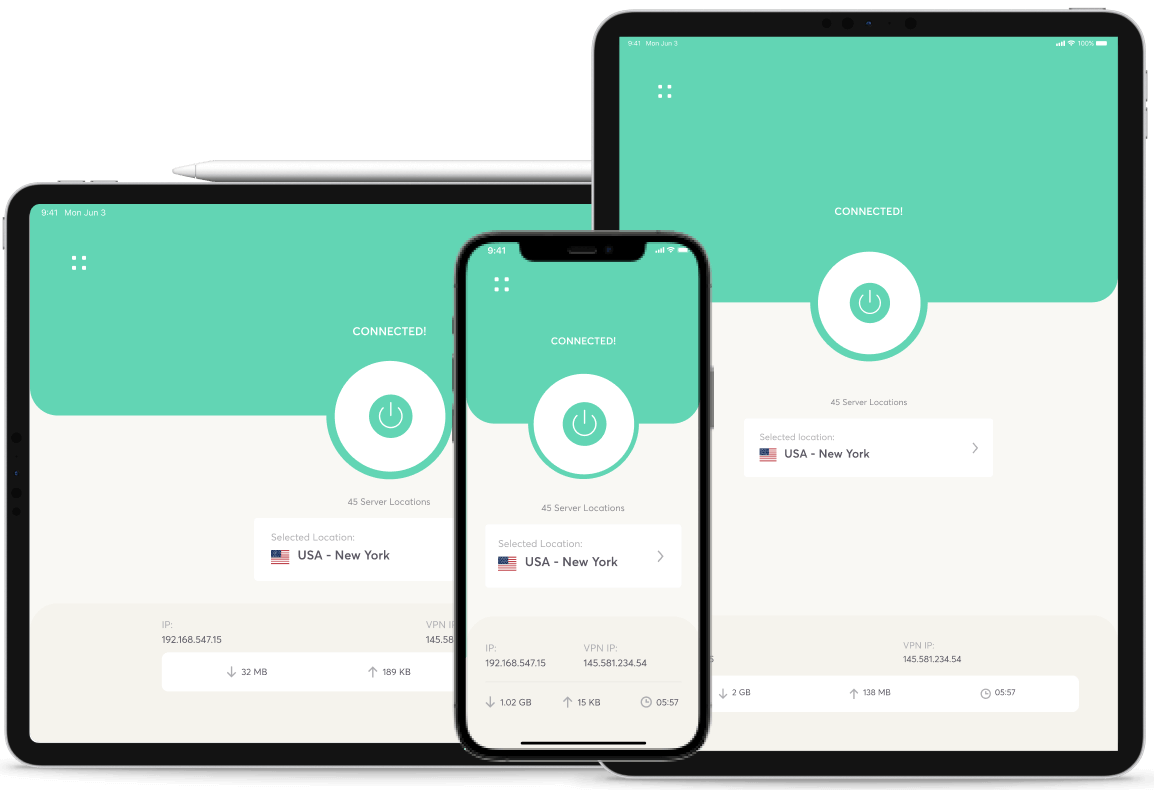 9:41 Mon Jun 3
CONNECTED!
45 Server Locations
Selected Location:
USA - New York
IP:
192.168.547.15
VPN
145.58
32 MB
189 KB
9:41
CONNECTED!
45 Server Locations
Selected Location:
USA - New York
IP:
VPN IP:
192.168.547.15
145.581.234.54
1.02 GB
15 KB
05:57
9:41 Mon Jun 3
100%
CONNECTED!
45 Server Locations
Selected location:
USA - New York
VPN IP:
5
145.581.234.54
2 GB
138 MB
05:57